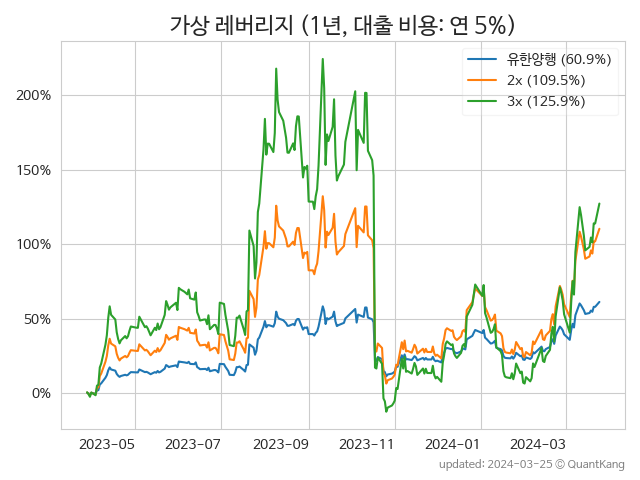 가상 레버리지 (1년, 대출 비용: 연 5%)
유한양행 (60.9%)
2x (109.5%)
3x (125.9%)
200%
150%
100%
50%
0%
2023-05 2023-07 2023-09 2023-11 2024-01 2024-03
updated: 2024-03-25 © QuantKang